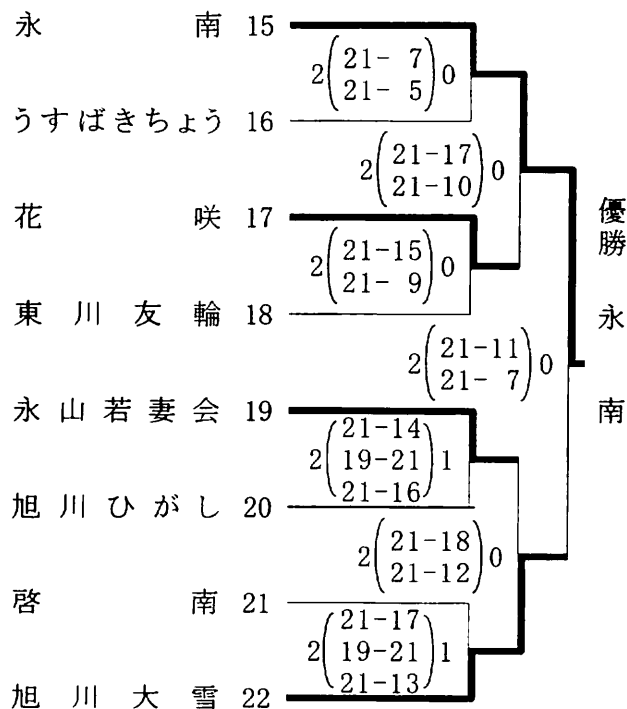 永南 15
2(21-7 21-5)0
うすばきちょう 16
2(21-17 21-10)0
花咲 17
2(21-15 21-9)0
東川友輪 18
2(21-11 21-7)0
永山若妻会 19
2(21-14 19-21 21-16)1
旭川ひがし 20
2(21-18 21-12)0
啓南 21
2(21-17 19-21 21-13)1
旭川大雪 22
優勝 永南